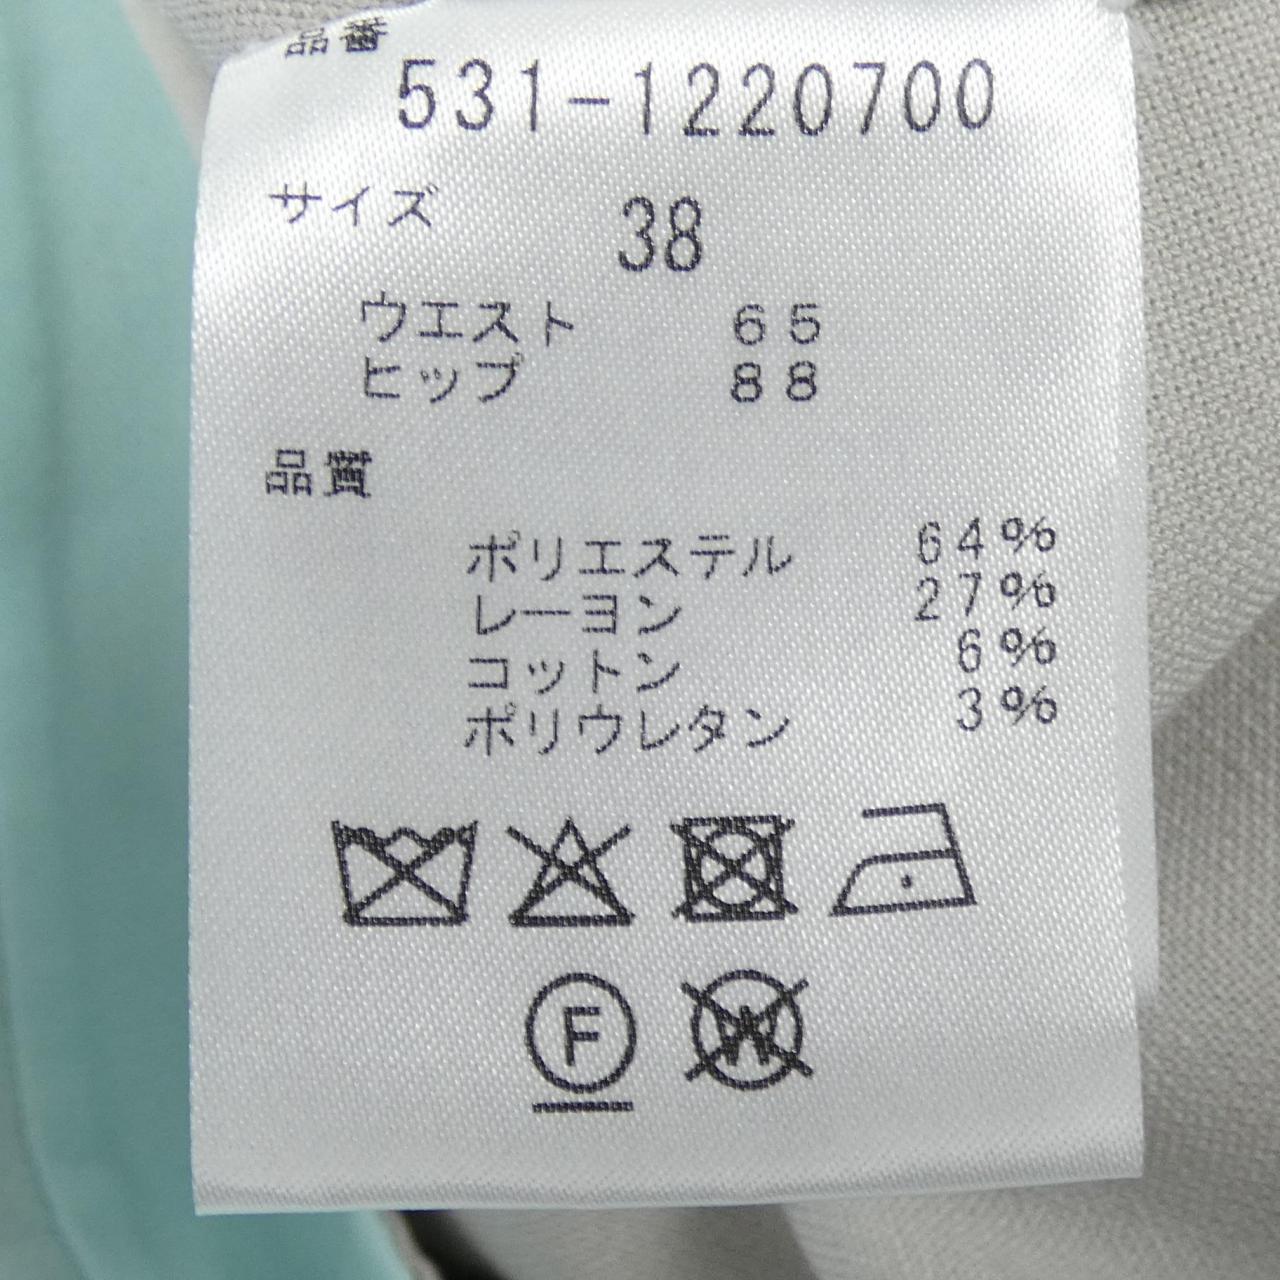 品番
531-1220700
サイズ 38
ウエスト 65
ヒップ 88
品質
ポリエステル 64%
レーヨン 27%
コットン 6%
ポリウレタン 3%
F W